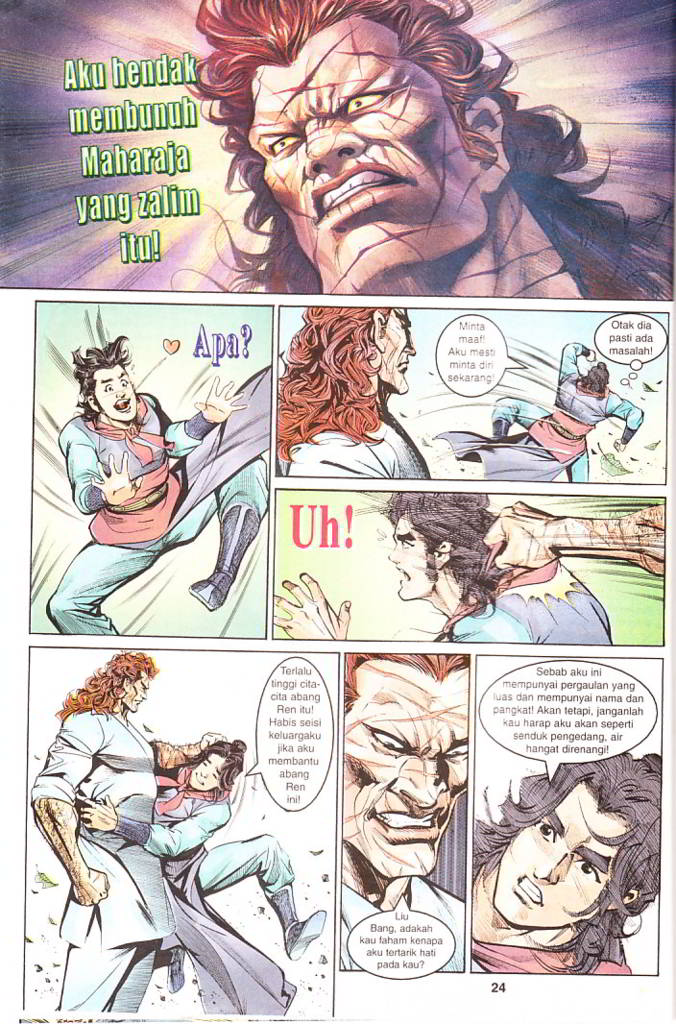 Aku hendak
membunuh
Maharaja
yang zalim
itu!
Apa?
Minta
maaf!
Aku mesti
minta diri
sekarang!
Otak dia
pasti ada
masalah!
Uh!
Terlalu
tinggi cita-
cita abang
Ren itu!
Habis seisi
keluargaku
jika aku
membantu
abang
Ren
ini!
Liu
Bang, adakah
kau faham kenapa
aku tertarik hati
pada kau?
Sebab aku ini
mempunyai pergaulan yang
luas dan mempunyai nama dan
pangkat! Akan tetapi, janganlah
kau harap aku akan seperti
senduk pengedang, air
hangat direnangi!
24